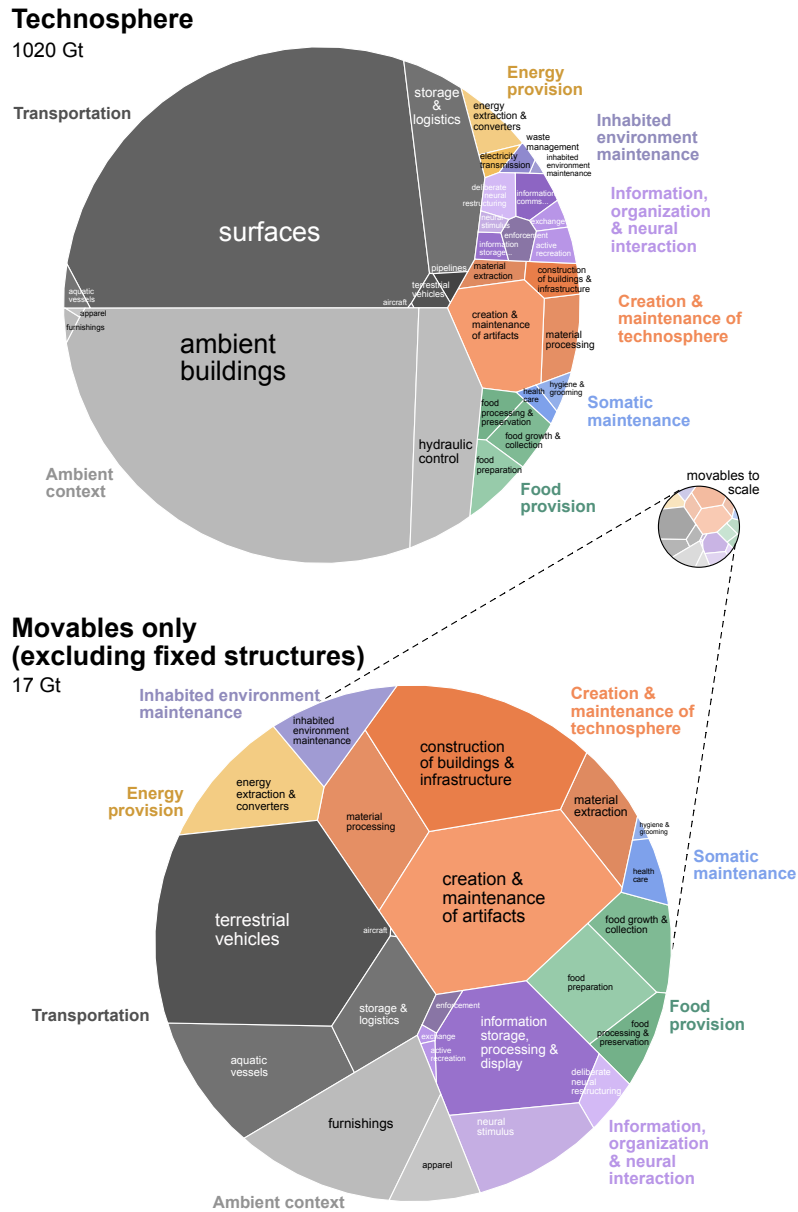 Technosphere
1020 Gt
Transportation
surfaces
storage
&
logistics
Energy
provision
energy
extraction &
converters
electricity
transmission
waste
management
inhabited
environment
maintenance
Inhabited
environment
maintenance
deliberate
neural
restructuring
information
comms...
neural
stimulus
exchange
enforcement
information
storage...
active
recreation
Information,
organization
& neural
interaction
pipelines
terrestrial
vehicles
aircraft
aquatic
vessels
apparel
furnishings
material
extraction
construction
of buildings &
infrastructure
creation &
maintenance
of artifacts
material
processing
Creation &
maintenance of
technosphere
ambient
buildings
hydraulic
control
health
care
hygiene &
grooming
Somatic
maintenance
food
processing &
preservation
food growth &
collection
food
preparation
Food
provision
Ambient
context
movables to
scale
Movables only
(excluding fixed structures)
17 Gt
Inhabited environment
maintenance
inhabited
environment
maintenance
Creation &
maintenance of
technosphere
construction
of buildings &
infrastructure
Energy
provision
energy
extraction &
converters
material
processing
material
extraction
hygiene &
grooming
health
care
Somatic
maintenance
creation &
maintenance
of artifacts
terrestrial
vehicles
aircraft
food growth &
collection
food
preparation
food
processing &
preservation
Food
provision
Transportation
storage &
logistics
aquatic
vessels
enforcement
exchange
active
recreation
information
storage,
processing &
display
deliberate
neural
restructuring
neural
stimulus
Information,
organization
& neural
interaction
furnishings
apparel
Ambient context